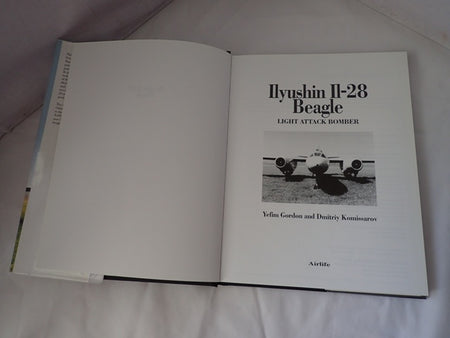 Ilyushin Il-28
Beagle
LIGHT ATTACK BOMBER
Yefim Gordon and Dmitriy Komissarov
Airlife